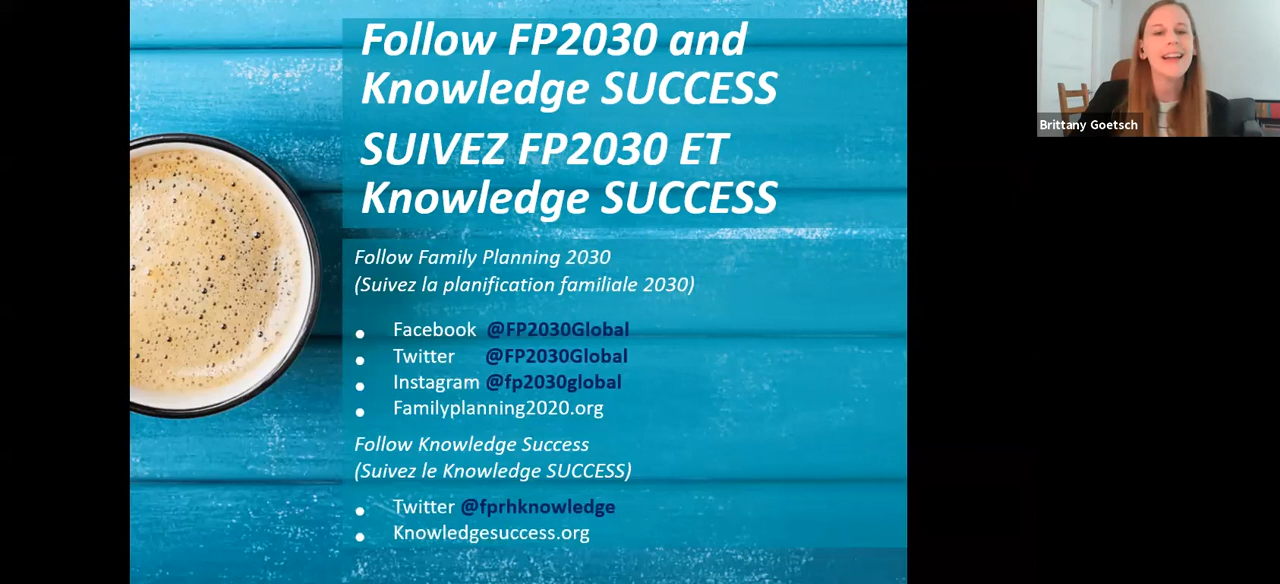 Follow FP2030 and
Knowledge SUCCESS
SUIVEZ FP2030 ET
Knowledge SUCCESS
Follow Family Planning 2030
(Suivez la planification familiale 2030)
• Facebook @FP2030Global
• Twitter @FP2030Global
• Instagram @fp2030global
• Familyplanning2020.org
Follow Knowledge Success
(Suivez le Knowledge SUCCESS)
• Twitter @fprhknowledge
• Knowledgesuccess.org
Brittany Goetsch